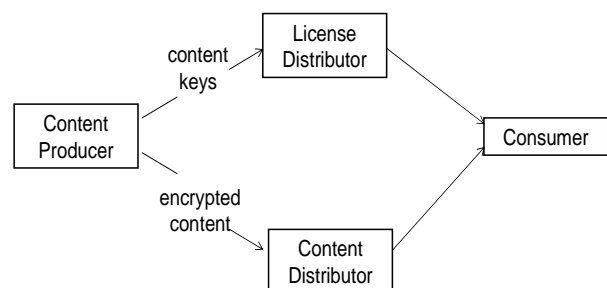 content
keys
License
Distributor
Content
Producer
Consumer
encrypted
content
Content
Distributor